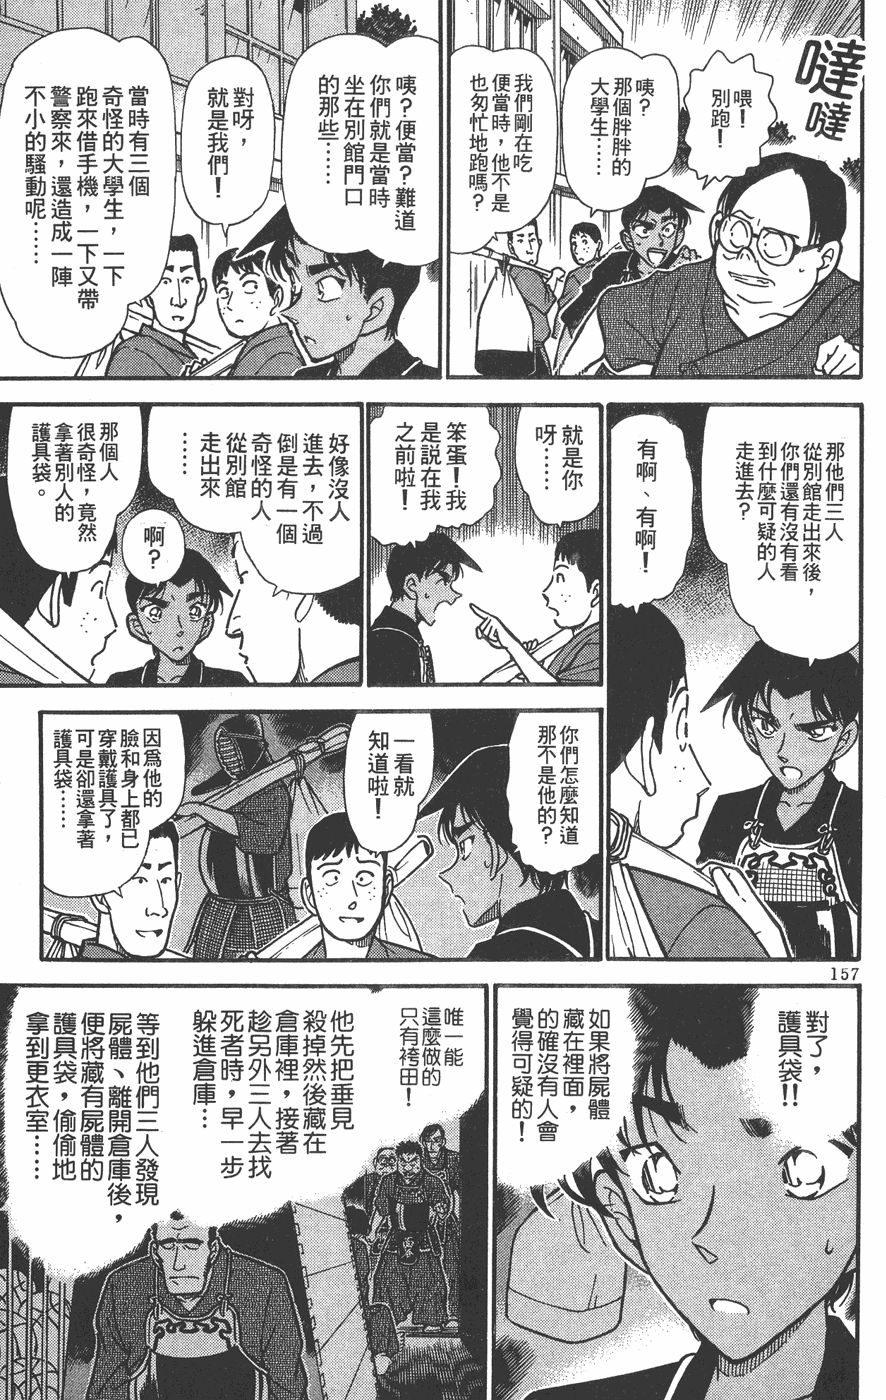 噠
噠
喂！
別跑！
咦？
那個胖胖的
大學生……
我們剛在吃
便當時，他不是
也匆忙地跑嗎？
咦？便當？難道
你們就是當時
坐在別館門口
的那些……
對呀，
就是我們！
當時有三個
奇怪的大學生，一下
跑來借手機，一下又帶
警察來，還造成一陣
不小的騷動呢……
那他們三人
從別館走出來後，
你們還有沒有看
到什麼可疑的人
走進去？
有啊、有啊！
就是你
呀……
笨蛋！我
是說在我
之前啦！
好像沒人
進去，不過
倒是有一個
奇怪的人
從別館
走出來
……
啊？
那個人
很奇怪，竟然
拿著別人的
護具袋。
你們怎麼知道
那不是他的？
一看就
知道啦！
因為他的
臉和身上都已
穿戴護具了，
可是卻還拿著
護具袋……
157
對了，
護具袋!!
如果將屍體
藏在裡面，
的確沒有人會
覺得可疑的！
唯一能
這麼做的
只有袴田！
他先把垂見
殺掉然後藏在
倉庫裡，接著
趁另外三人去找
死者時，早一步
躲進倉庫…
等到他們三人發現
屍體、離開倉庫後，
便將藏有屍體的
護具袋，偷偷地
拿到更衣室……